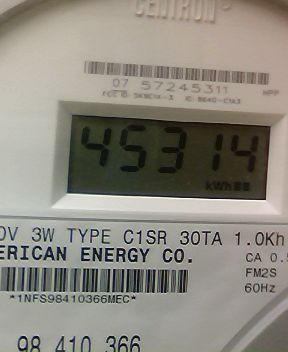 CENTRON®
07 57245311
45314
kWh
0V 3W TYPE C1SR 30TA 1.0Kh
ERICAN ENERGY CO.
CA 0.5
*1NFS98410366MEC*
FM2S
60Hz
98 410 366